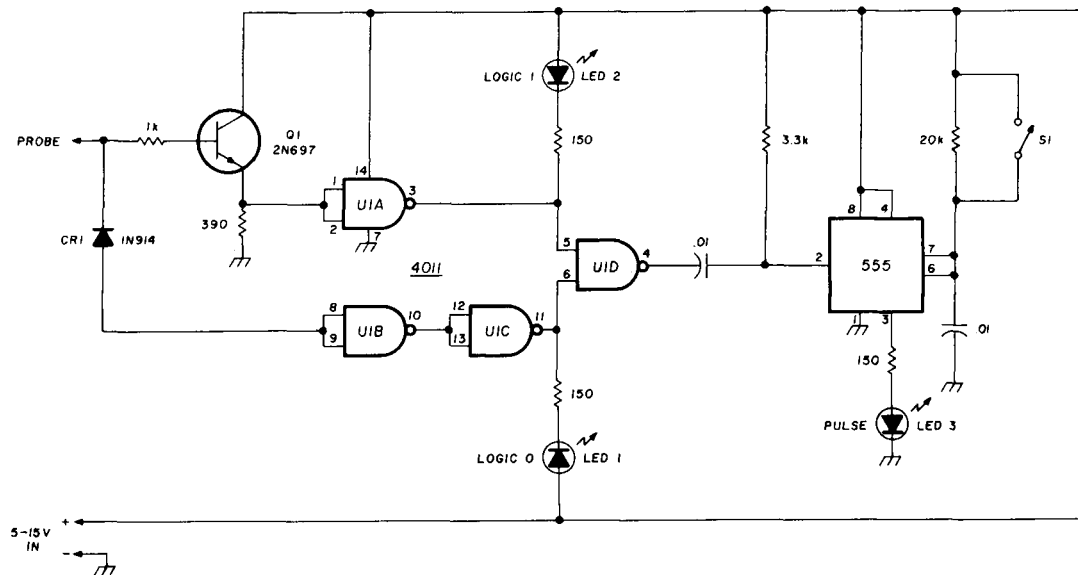 LOGIC 1
LED 2
PROBE
1k
Q1
2N697
14
150
3.3k
20k
S1
1
2
U1A
3
390
7
8
4
CR1
1N914
4011
5
6
U1D
4
.01
2
555
7
6
8
9
U1B
10
12
13
U1C
11
1
3
.01
150
150
PULSE
LED 3
LOGIC 0
LED 1
5-15V
IN
+
-